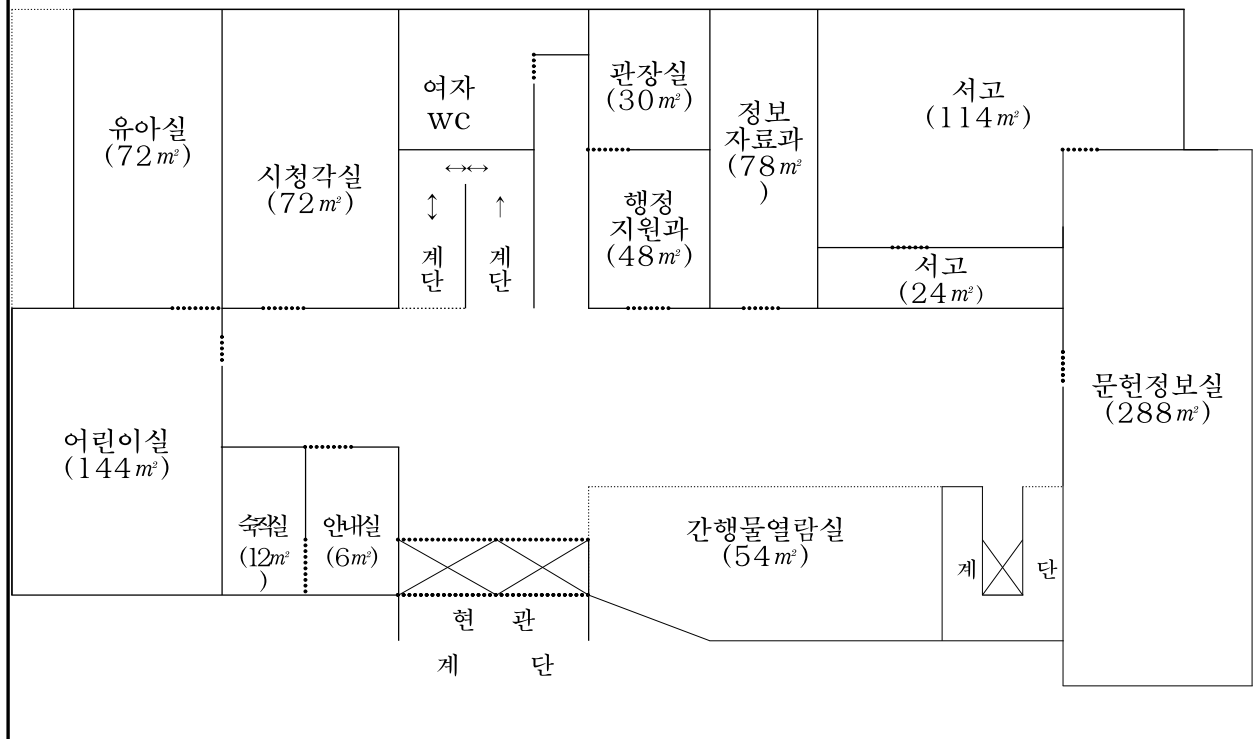 유아실
(72㎡)
시청각실
(72㎡)
여자
wc
계
단
계
단
관장실
(30㎡)
행정
지원과
(48㎡)
정보
자료과
(78㎡
)
서고
(114㎡)
서고
(24㎡)
문헌정보실
(288㎡)
어린이실
(144㎡)
숙직실
(12㎡
)
안내실
(6㎡)
간행물열람실
(54㎡)
계 단
현 관
계 단